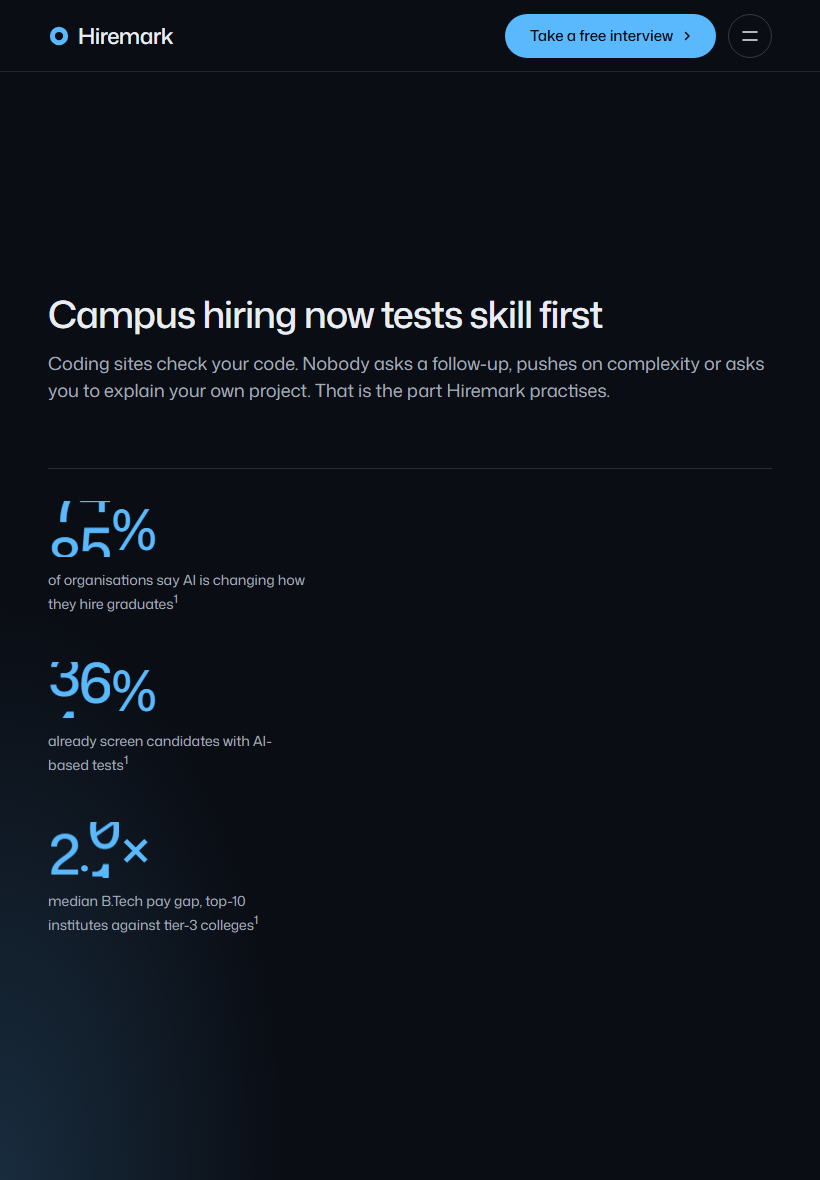 Hiremark
Take a free interview
Campus hiring now tests skill first
Coding sites check your code. Nobody asks a follow-up, pushes on complexity or asks
you to explain your own project. That is the part Hiremark practises.
%
of organisations say AI is changing how
they hire graduates1
36%
already screen candidates with AI-
based tests1
×
median B.Tech pay gap, top-10
institutes against tier-3 colleges1